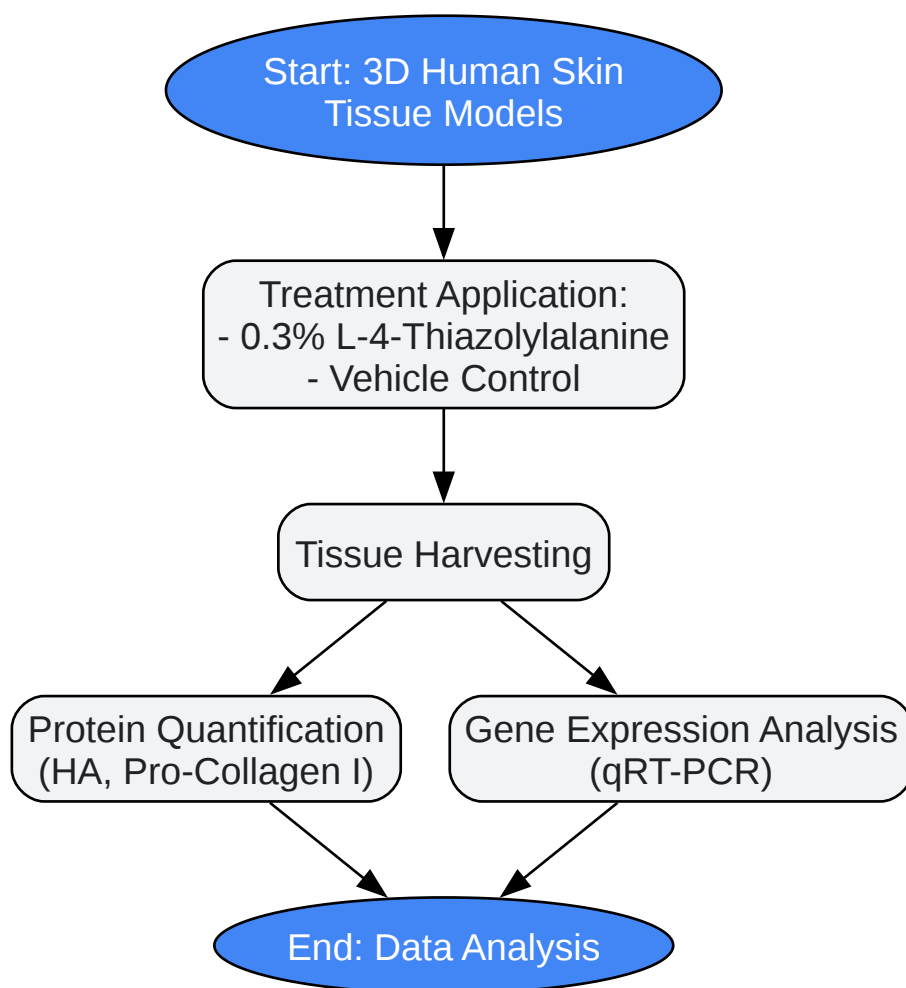 Start: 3D Human Skin
Tissue Models
Treatment Application:
- 0.3% L-4-Thiazolylalanine
- Vehicle Control
Tissue Harvesting
Protein Quantification
(HA, Pro-Collagen I)
Gene Expression Analysis
(qRT-PCR)
End: Data Analysis